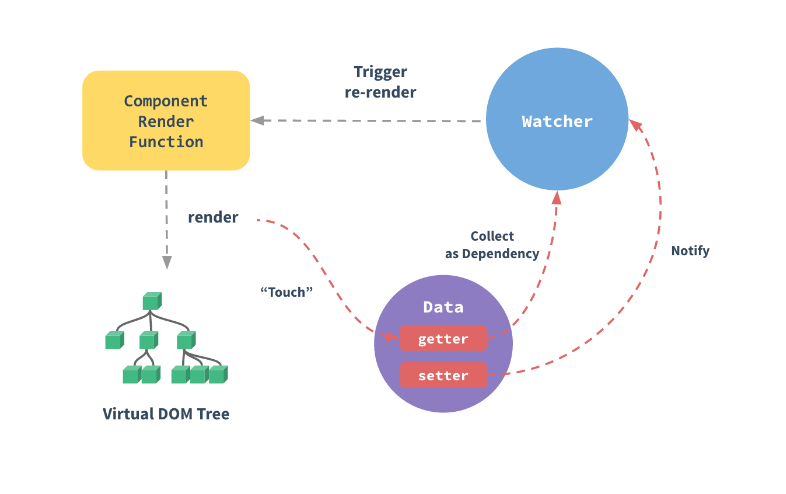 Trigger
re-render
Component
Render
Function
Watcher
render
Collect
as Dependency
Notify
“Touch”
Data
getter
setter
Virtual DOM Tree